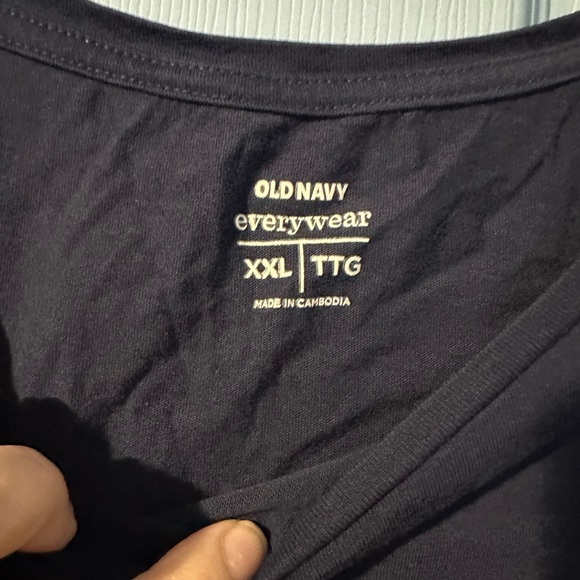 OLD NAVY
everywear
XXL | TTG
MADE IN CAMBODIA